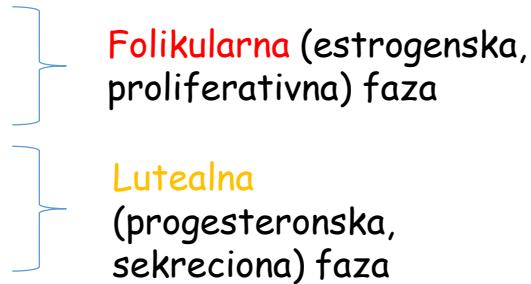 Folikularna (estrogenska,
proliferativna) faza
Lutealna
(progesteronska,
sekreciona) faza